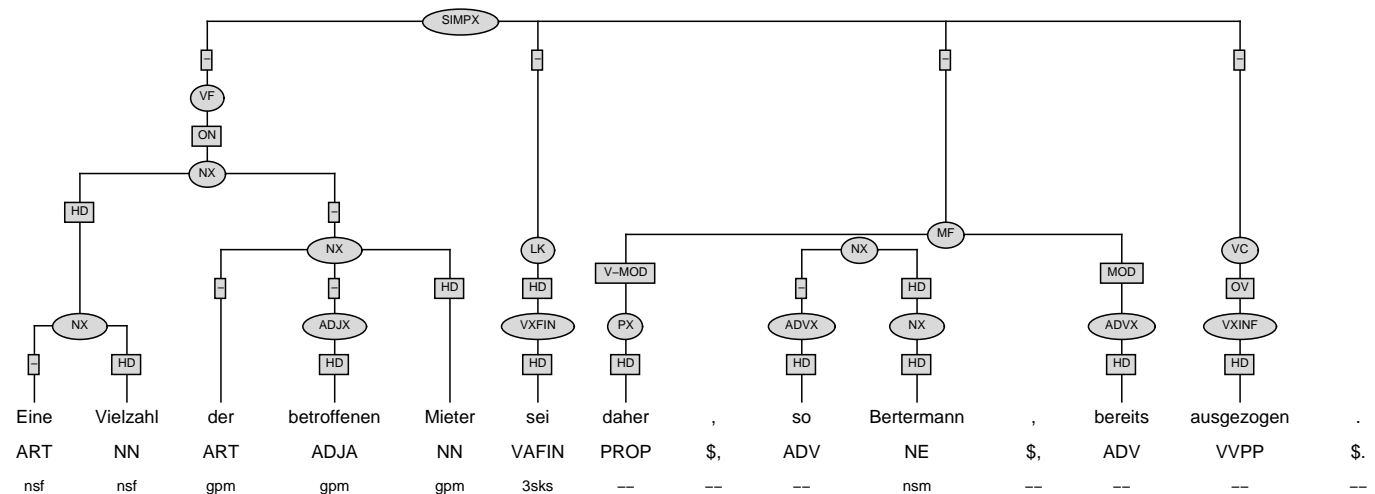 SIMPX
– – – –
VF
ON
NX
HD –
NX LK NX MF VC
– – HD HD V–MOD – HD MOD OV
NX ADJX VXFIN PX ADVX NX ADVX VXINF
– HD HD HD HD HD HD HD HD
Eine Vielzahl der betroffenen Mieter sei daher , so Bertermann , bereits ausgezogen .
ART NN ART ADJA NN VAFIN PROP $, ADV NE $, ADV VVPP $.
nsf nsf gpm gpm gpm 3sks –– –– –– nsm –– –– –– ––